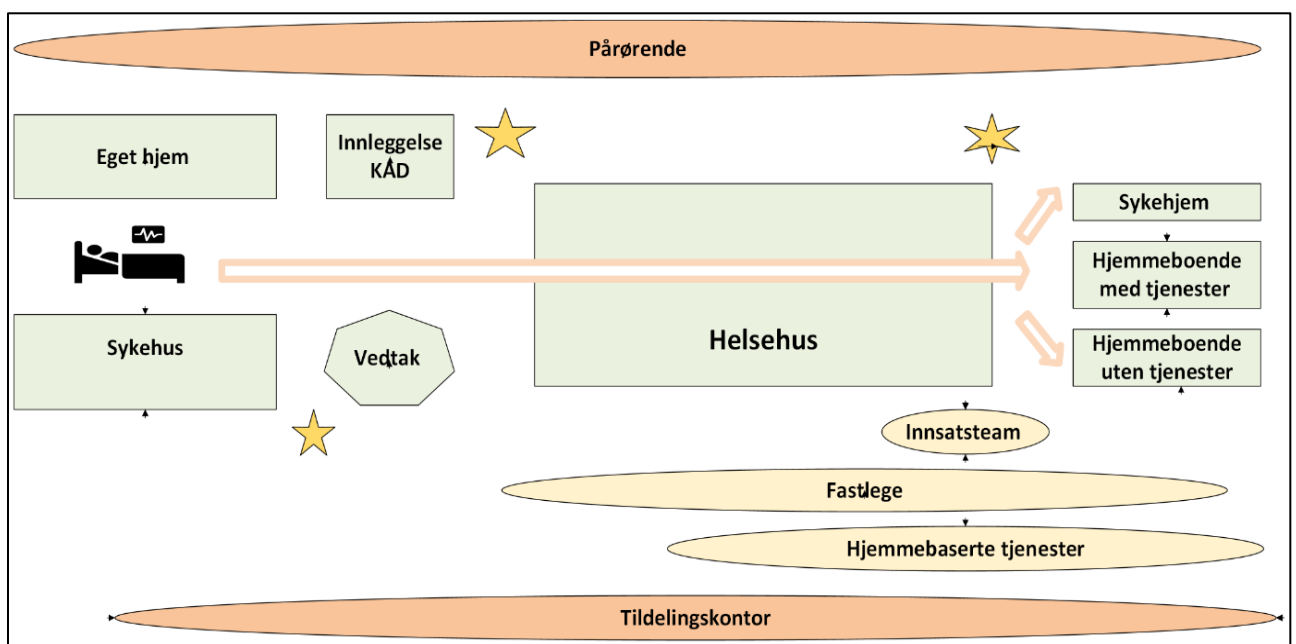 Pårørende
Eget hjem
Innleggelse
KAD
Sykehjem
Hjemmeboende
med tjenester
Sykehus
Vedtak
Helsehus
Hjemmeboende
uten tjenester
Innsatsteam
Fastlege
Hjemmebaserte tjenester
Tildelingskontor